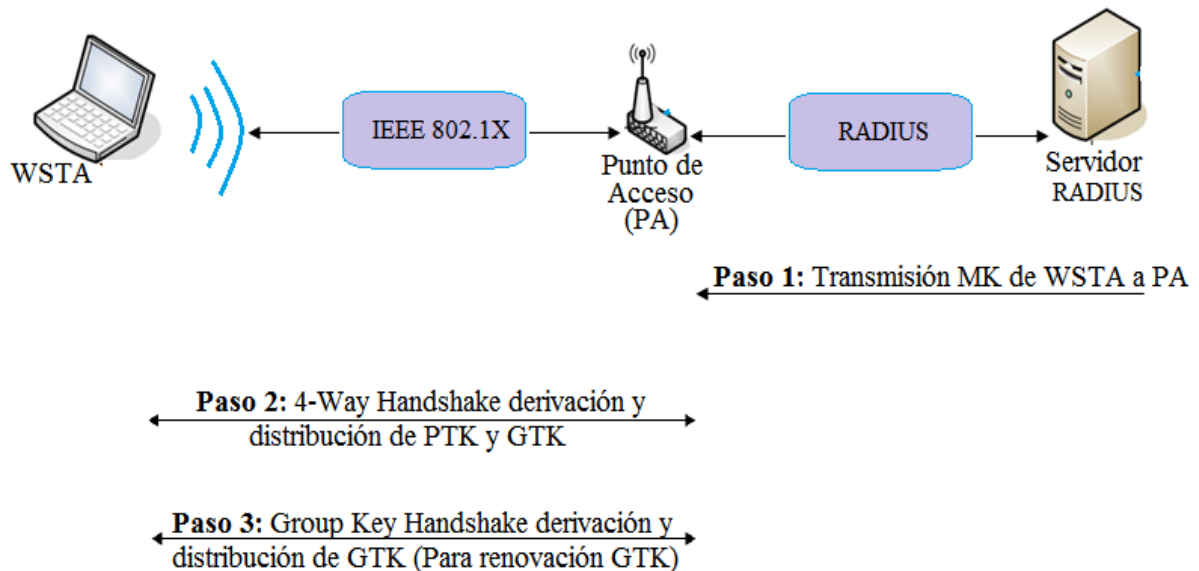 WSTA
IEEE 802.1X
Punto de
Acceso
(PA)
RADIUS
Servidor
RADIUS
Paso 1: Transmisión MK de WSTA a PA
Paso 2: 4-Way Handshake derivación y
distribución de PTK y GTK
Paso 3: Group Key Handshake derivación y
distribución de GTK (Para renovación GTK)